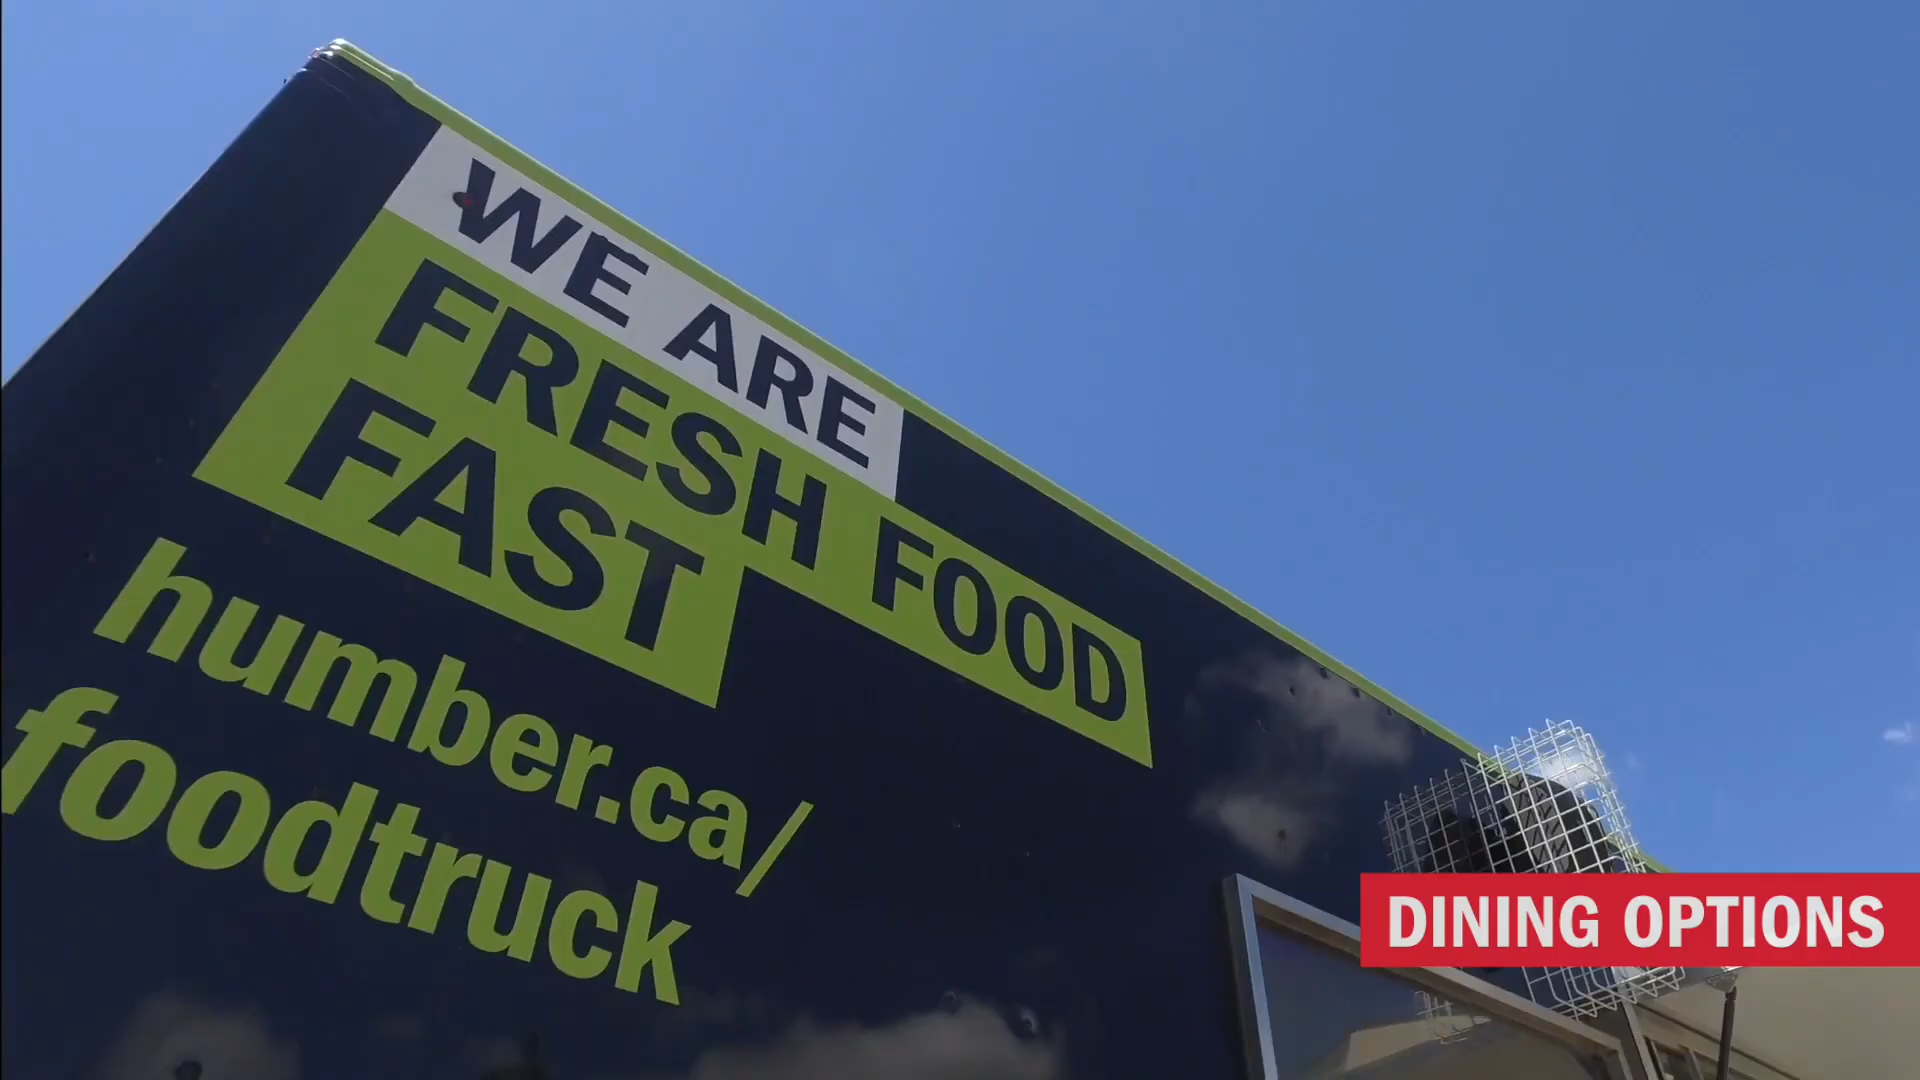 WE ARE
FRESH FOOD
FAST
humber.ca/
foodtruck
DINING OPTIONS